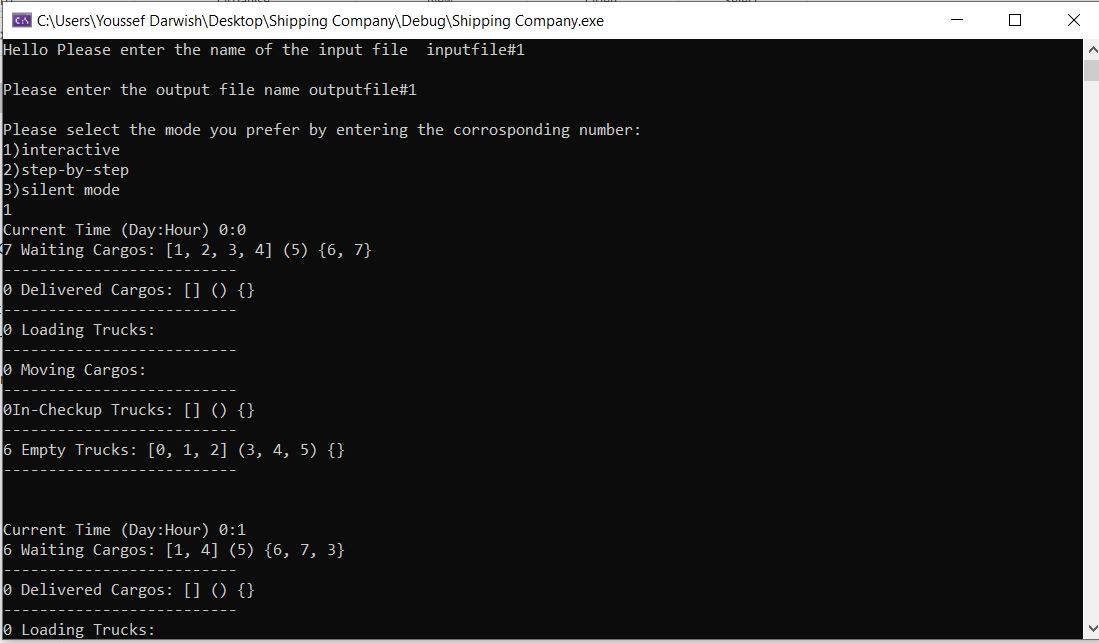 C:\Users\Youssef Darwish\Desktop\Shipping Company\Debug\Shipping Company.exe
Hello Please enter the name of the input file  inputfile#1
Please enter the output file name outputfile#1
Please select the mode you prefer by entering the corrosponding number:
1)interactive
2)step-by-step
3)silent mode
1
Current Time (Day:Hour) 0:0
7 Waiting Cargos: [1, 2, 3, 4] (5) {6, 7}
--------------------------
0 Delivered Cargos: [] () {}
--------------------------
0 Loading Trucks:
--------------------------
0 Moving Cargos:
--------------------------
0In-Checkup Trucks: [] () {}
--------------------------
6 Empty Trucks: [0, 1, 2] (3, 4, 5) {}
--------------------------
Current Time (Day:Hour) 0:1
6 Waiting Cargos: [1, 4] (5) {6, 7, 3}
--------------------------
0 Delivered Cargos: [] () {}
--------------------------
0 Loading Trucks: